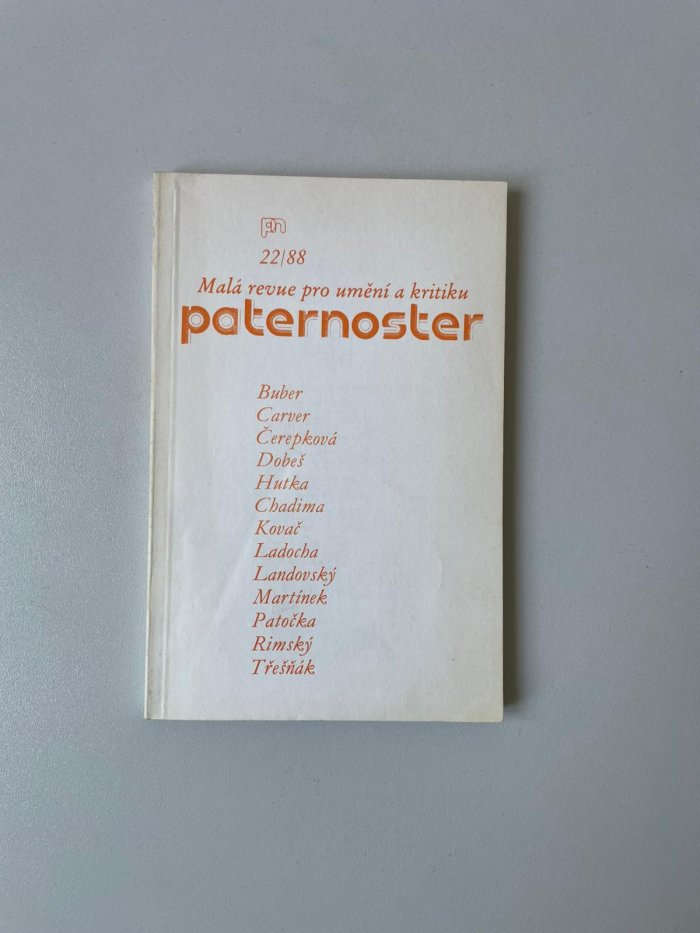 pn
22/88
Malá revue pro umění a kritiku
paternoster
Buber
Carver
Čerepková
Dobeš
Hutka
Chadima
Kovač
Ladocha
Landovský
Martínek
Patočka
Rimský
Třešňák